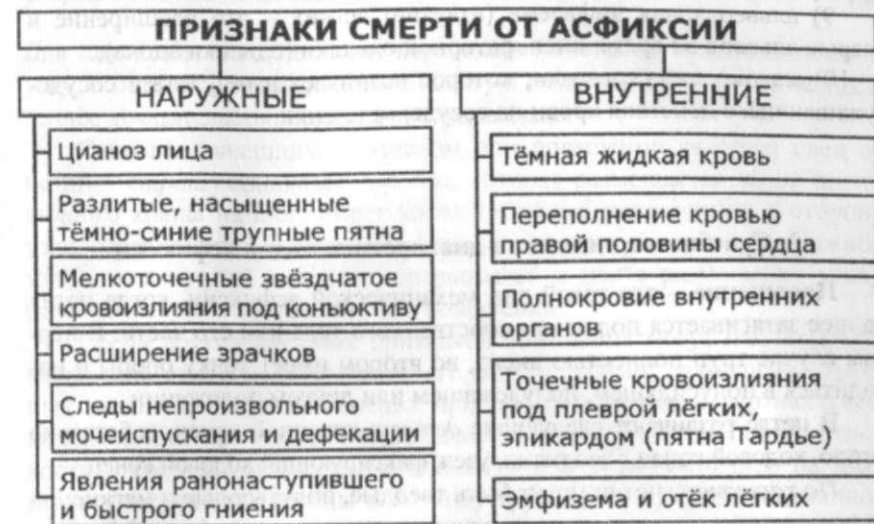 ПРИЗНАКИ СМЕРТИ ОТ АСФИКСИИ
НАРУЖНЫЕ
Цианоз лица
Разлитые, насыщенные
тёмно-синие трупные пятна
Мелкоточечные звёздчатое
кровоизлияния под конъюктиву
Расширение зрачков
Следы непроизвольного
мочеиспускания и дефекации
Явления ранонаступившего
и быстрого гниения
ВНУТРЕННИЕ
Тёмная жидкая кровь
Переполнение кровью
правой половины сердца
Полнокровие внутренних
органов
Точечные кровоизлияния
под плеврой лёгких,
эпикардом (пятна Тардье)
Эмфизема и отёк лёгких